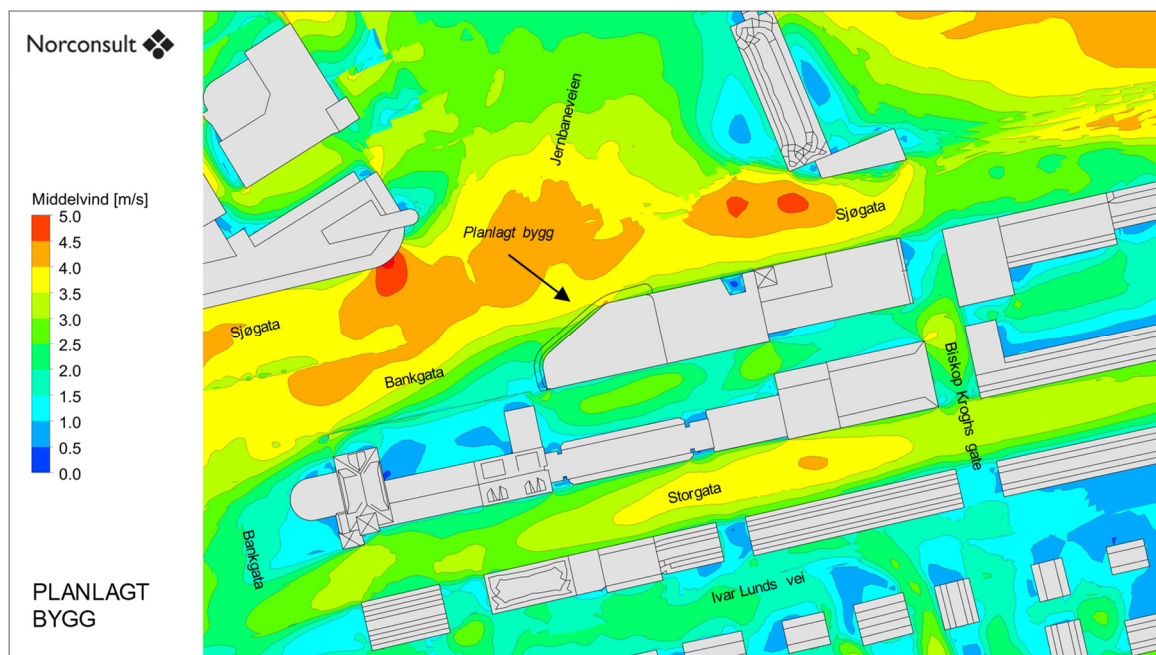 Norconsult
Jernbaneveien
Middelvind [m/s]
5.0
4.5
4.0
3.5
3.0
2.5
2.0
1.5
1.0
0.5
0.0
Planlagt bygg
Sjøgata
Sjøgata
Bankgata
Biskop Kroghs gate
Storgata
Bankgata
Ivar Lunds vei
PLANLAGT
BYGG